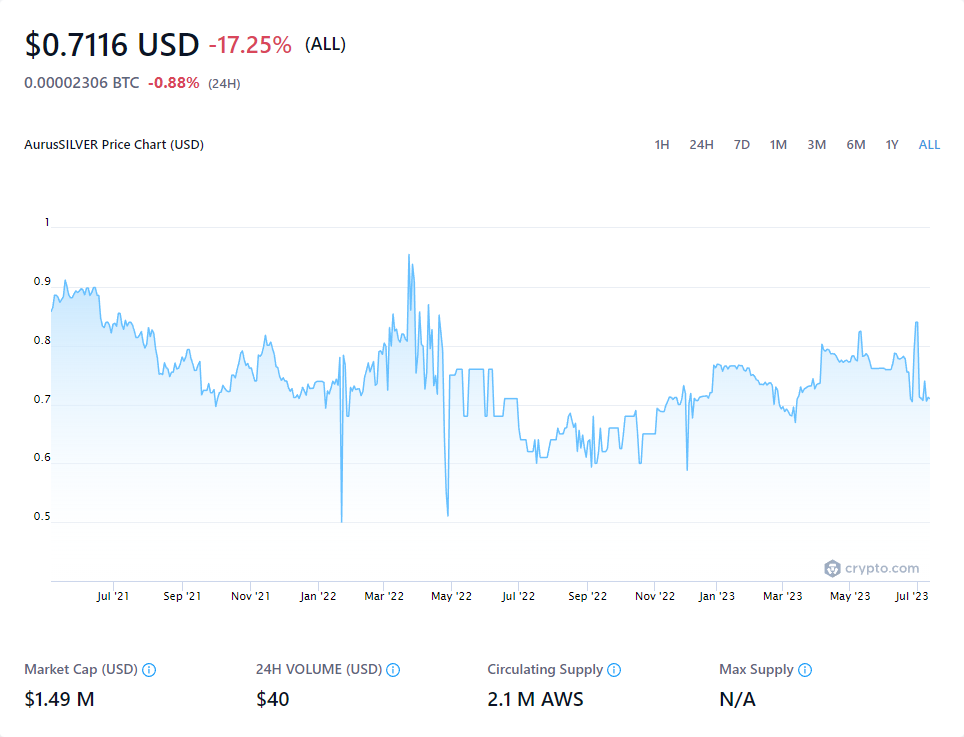 $0.7116 USD -17.25% (ALL)
0.00002306 BTC -0.88% (24H)
AurusSILVER Price Chart (USD) 1H 24H 7D 1M 3M 6M 1Y ALL
1
0.9
0.8
0.7
0.6
0.5
crypto.com
Jul '21 Sep '21 Nov '21 Jan '22 Mar '22 May '22 Jul '22 Sep '22 Nov '22 Jan '23 Mar '23 May '23 Jul '23
Market Cap (USD) 24H VOLUME (USD) Circulating Supply Max Supply
$1.49 M $40 2.1 M AWS N/A